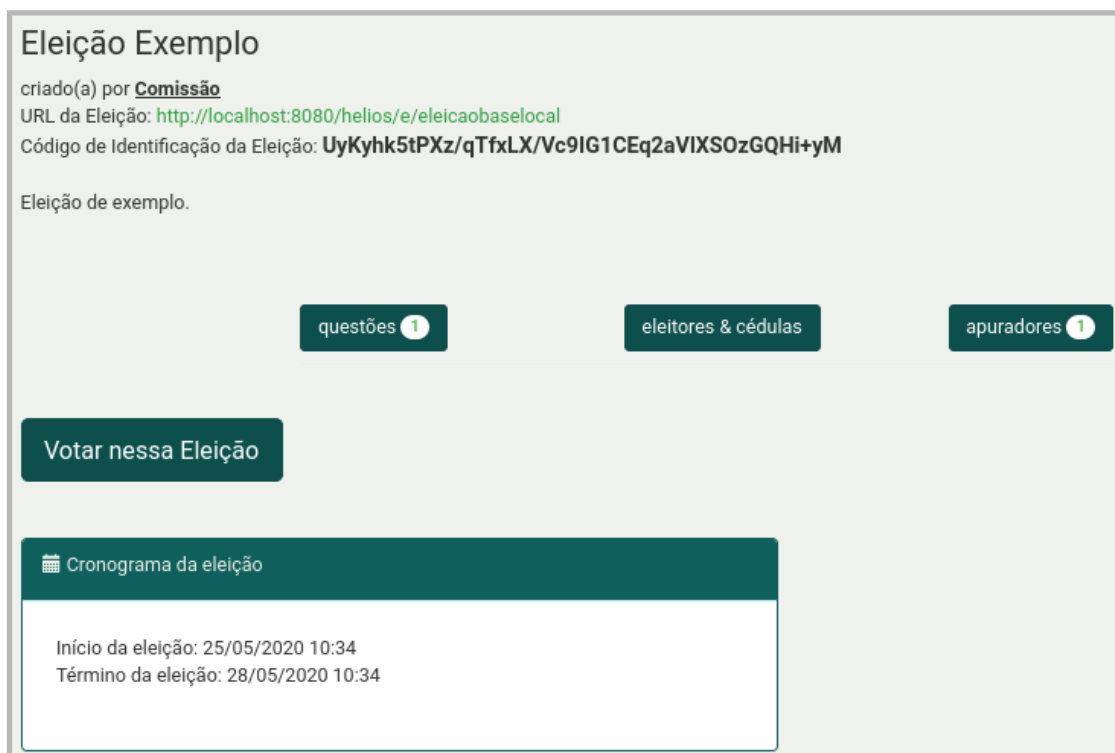 Eleição Exemplo
criado(a) por Comissão
URL da Eleição: http://localhost:8080/helios/e/eleicaobaselocal
Código de Identificação da Eleição: UyKyhk5tPXz/qTfxLX/Vc9IG1CEq2aVIXSOzGQHi+yM
Eleição de exemplo.
questões 1
eleitores & cédulas
apuradores 1
Votar nessa Eleição
Cronograma da eleição
Início da eleição: 25/05/2020 10:34
Término da eleição: 28/05/2020 10:34